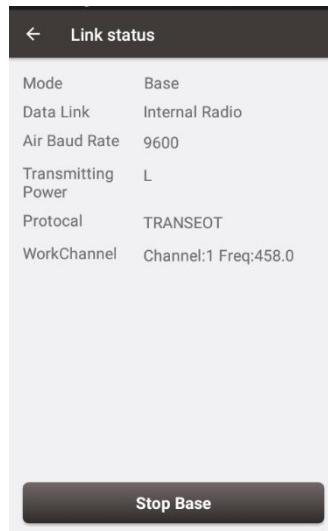 Link status
Mode Base
Data Link Internal Radio
Air Baud Rate 9600
Transmitting L
Power
Protocal TRANSEOT
WorkChannel Channel:1 Freq:458.0
Stop Base